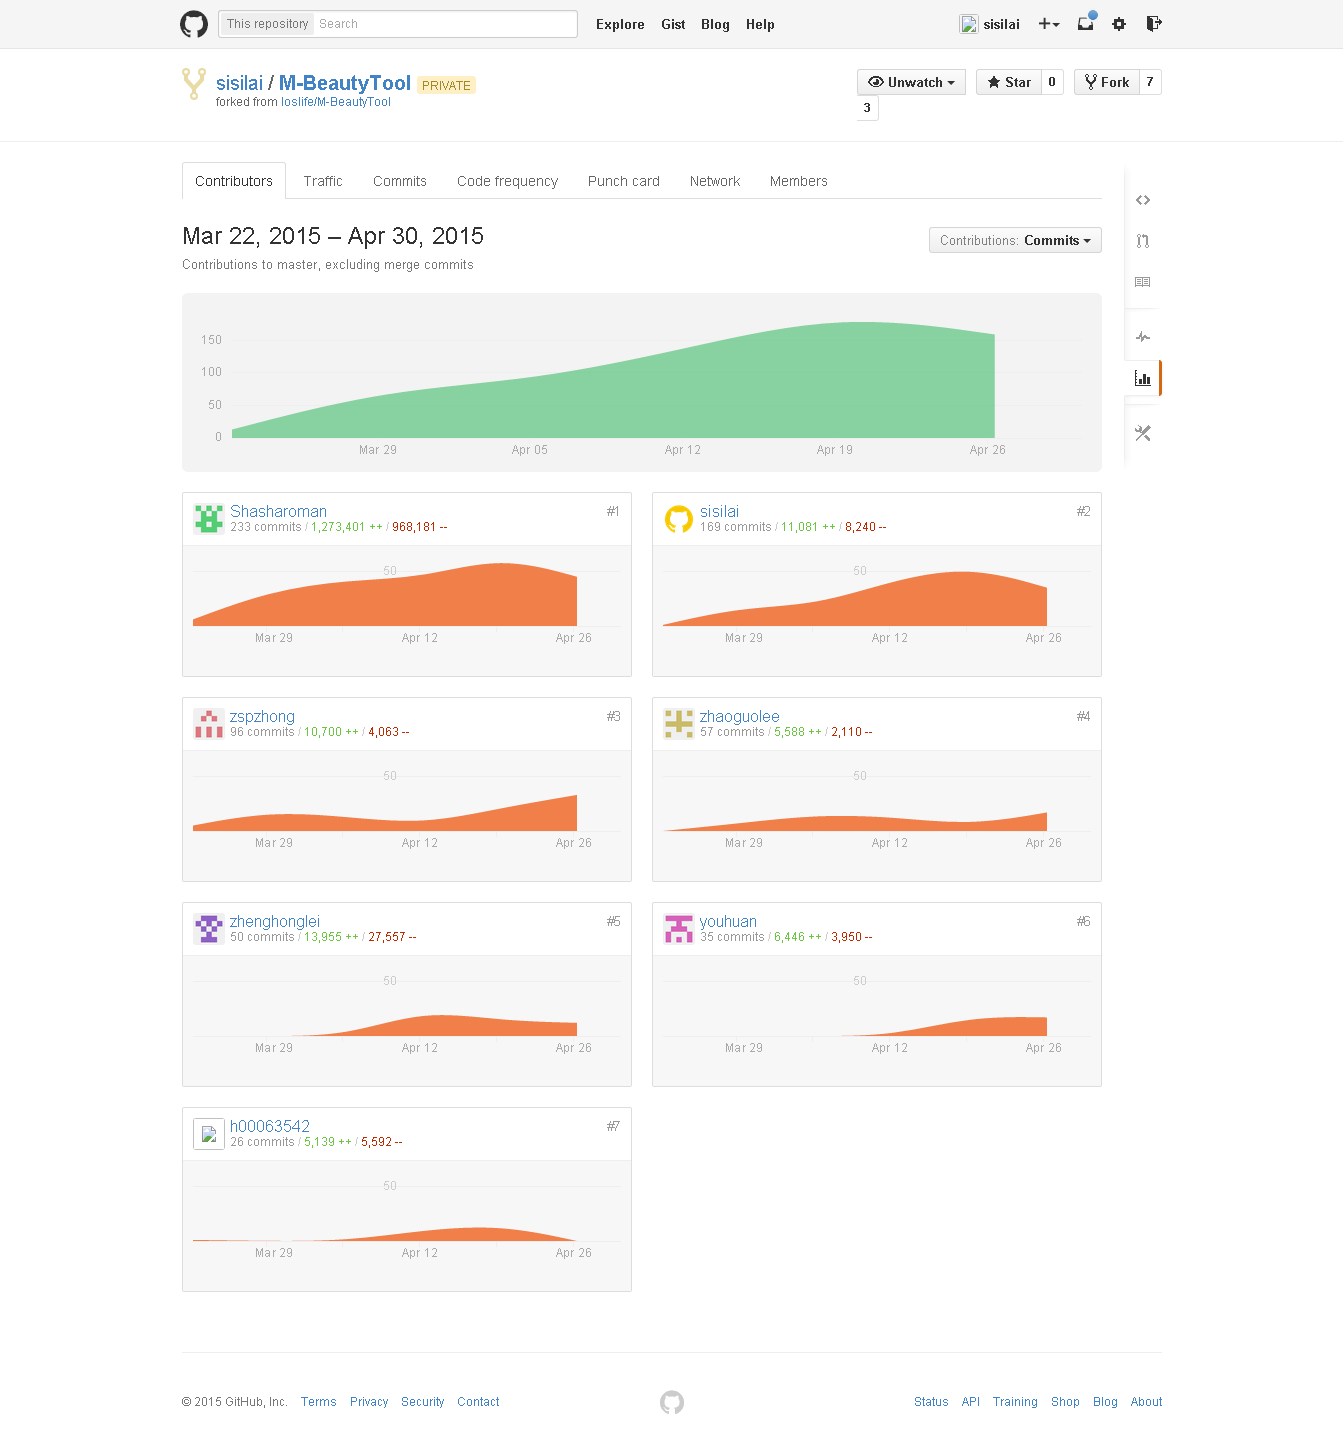 This repository Search Explore Gist Blog Help sisilai
sisilai / M-BeautyTool PRIVATE
forked from loslife/M-BeautyTool
Unwatch 3 Star 0 Fork 7
Contributors Traffic Commits Code frequency Punch card Network Members
Mar 22, 2015 – Apr 30, 2015
Contributions: Commits
Contributions to master, excluding merge commits
150
100
50
0
Mar 29 Apr 05 Apr 12 Apr 19 Apr 26
Shasharoman #1
233 commits / 1,273,401 ++ / 968,181 --
50
Mar 29 Apr 12 Apr 26
sisilai #2
169 commits / 11,081 ++ / 8,240 --
50
Mar 29 Apr 12 Apr 26
zspzhong #3
96 commits / 10,700 ++ / 4,063 --
50
Mar 29 Apr 12 Apr 26
zhaoguolee #4
57 commits / 5,588 ++ / 2,110 --
50
Mar 29 Apr 12 Apr 26
zhenghonglei #5
50 commits / 13,955 ++ / 27,557 --
50
Mar 29 Apr 12 Apr 26
youhuan #6
35 commits / 6,446 ++ / 3,950 --
50
Mar 29 Apr 12 Apr 26
h00063542 #7
26 commits / 5,139 ++ / 5,592 --
50
Mar 29 Apr 12 Apr 26
© 2015 GitHub, Inc. Terms Privacy Security Contact Status API Training Shop Blog About